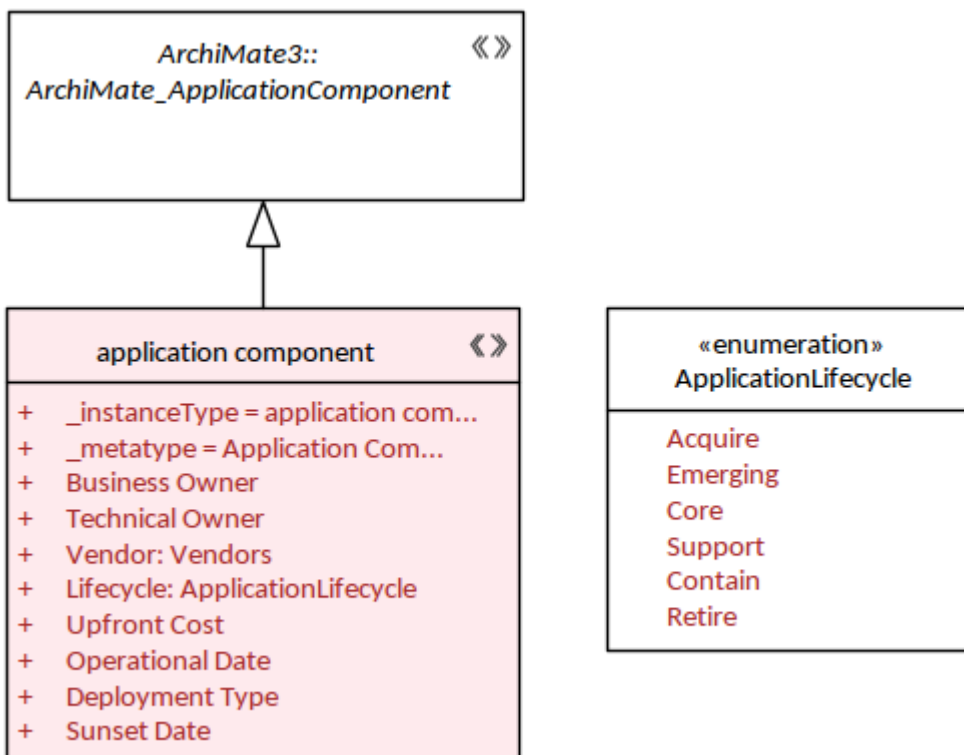 ArchiMate3::
ArchiMate_ApplicationComponent
《》
application component
《》
+ _instanceType = application com...
+ _metatype = Application Com...
+ Business Owner
+ Technical Owner
+ Vendor: Vendors
+ Lifecycle: ApplicationLifecycle
+ Upfront Cost
+ Operational Date
+ Deployment Type
+ Sunset Date
«enumeration»
ApplicationLifecycle
Acquire
Emerging
Core
Support
Contain
Retire